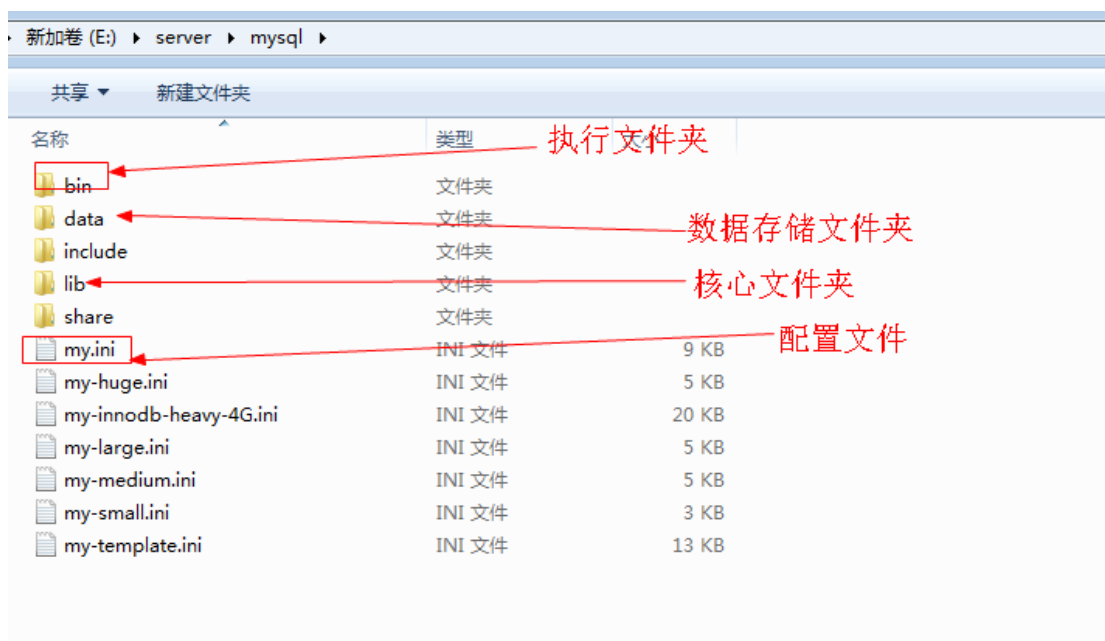 新加卷 (E:) server mysql
共享 新建文件夹
名称 类型 大小 执行文件夹
bin 文件夹
data 文件夹 数据存储文件夹
include 文件夹
lib 文件夹 核心文件夹
share 文件夹
my.ini INI 文件 9 KB 配置文件
my-huge.ini INI 文件 5 KB
my-innodb-heavy-4G.ini INI 文件 20 KB
my-large.ini INI 文件 5 KB
my-medium.ini INI 文件 5 KB
my-small.ini INI 文件 3 KB
my-template.ini INI 文件 13 KB